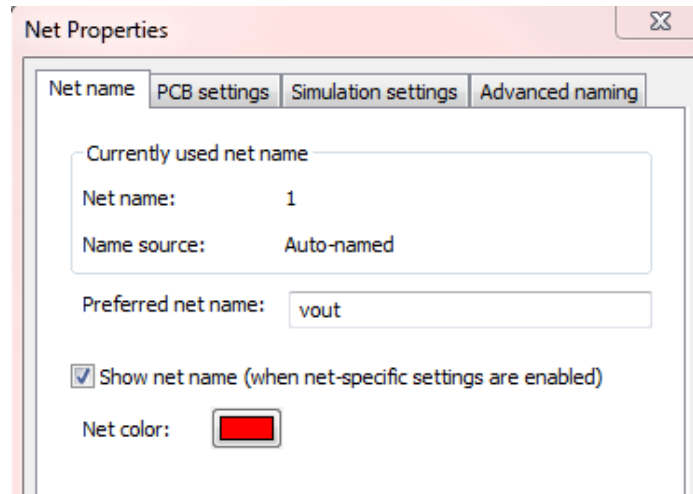 Net Properties
Net name PCB settings Simulation settings Advanced naming
Currently used net name
Net name: 1
Name source: Auto-named
Preferred net name: vout
Show net name (when net-specific settings are enabled)
Net color: